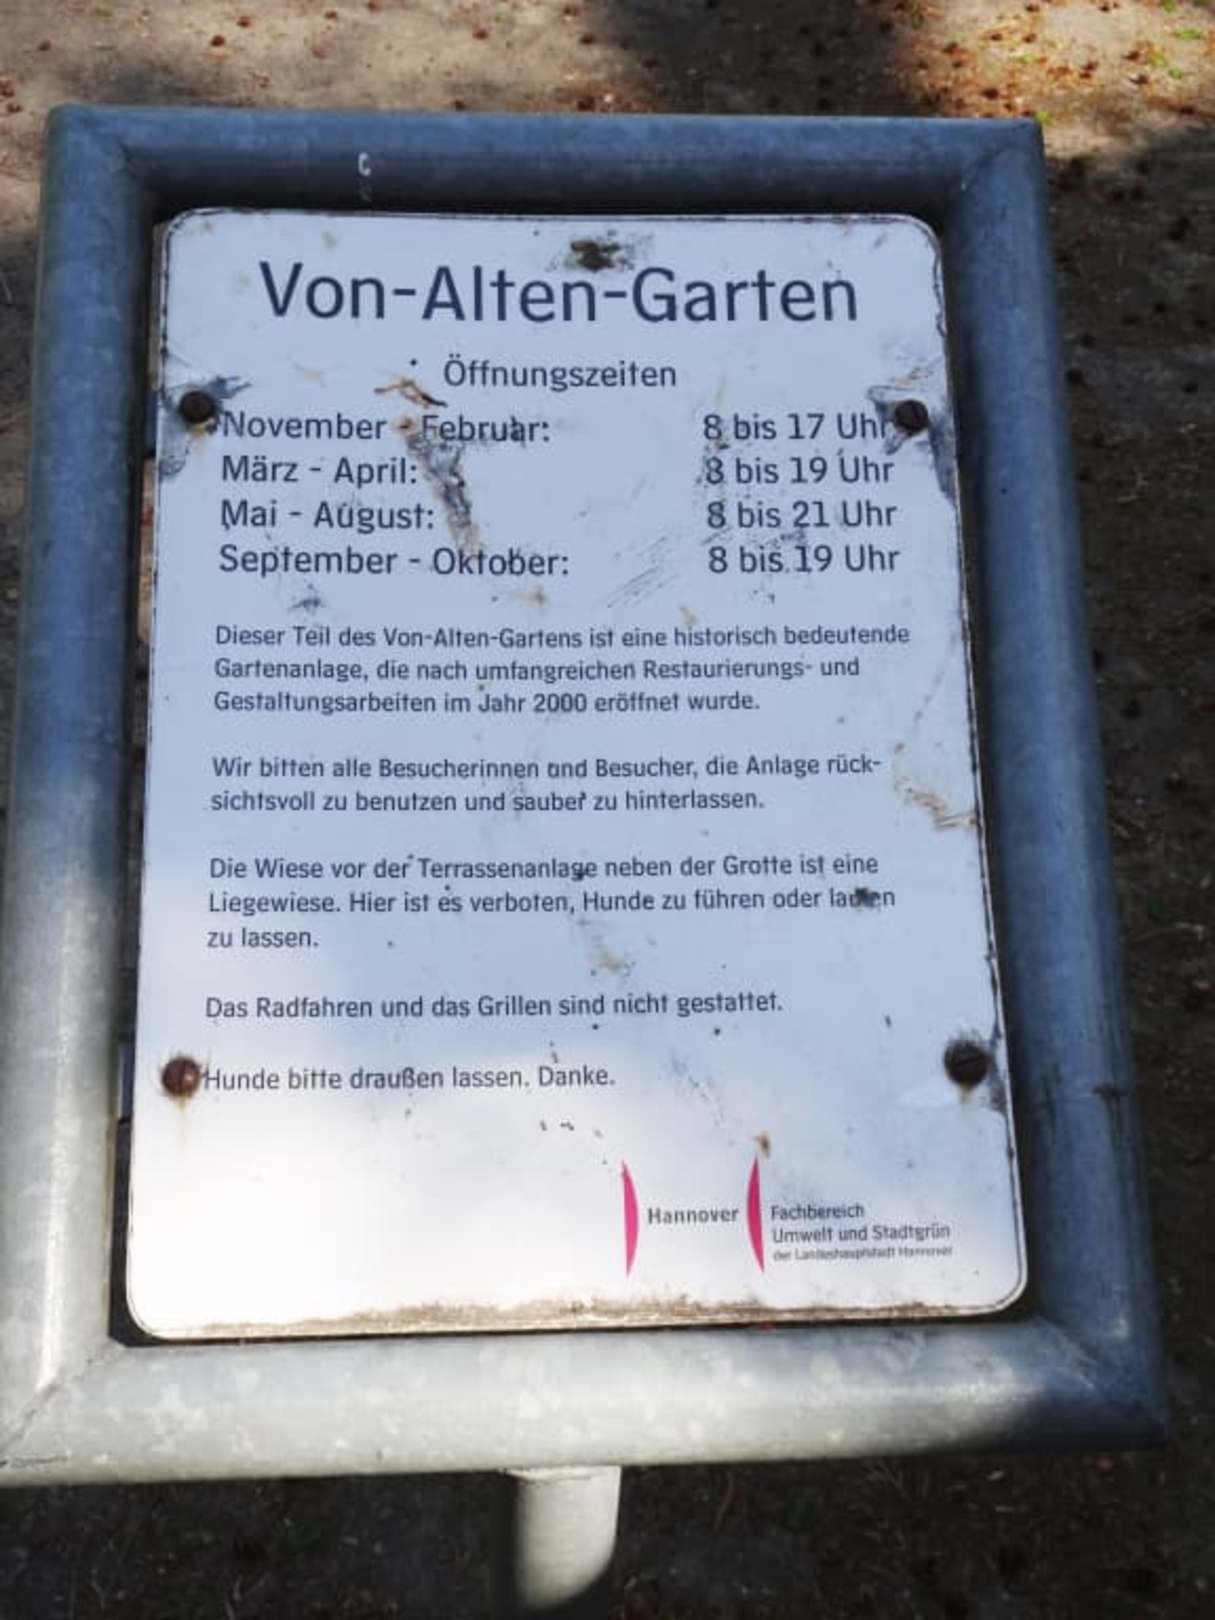 Von-Alten-Garten
Öffnungszeiten
November - Februar: 8 bis 17 Uhr
März - April: 8 bis 19 Uhr
Mai - August: 8 bis 21 Uhr
September - Oktober: 8 bis 19 Uhr
Dieser Teil des Von-Alten-Gartens ist eine historisch bedeutende
Gartenanlage, die nach umfangreichen Restaurierungs- und
Gestaltungsarbeiten im Jahr 2000 eröffnet wurde.
Wir bitten alle Besucherinnen und Besucher, die Anlage rück-
sichtsvoll zu benutzen und sauber zu hinterlassen.
Die Wiese vor der Terrassenanlage neben der Grotte ist eine
Liegewiese. Hier ist es verboten, Hunde zu führen oder laufen
zu lassen.
Das Radfahren und das Grillen sind nicht gestattet.
Hunde bitte draußen lassen. Danke.
Hannover
Fachbereich
Umwelt und Stadtgrün
der Landeshauptstadt Hannover